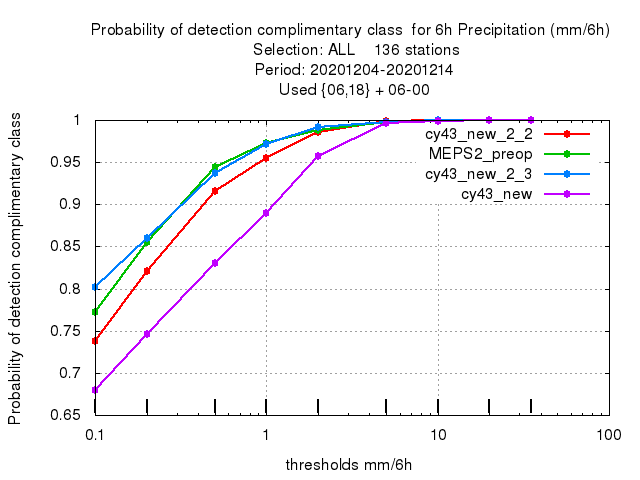 Probability of detection complimentary class  for 6h Precipitation (mm/6h)
Selection: ALL    136 stations
Period: 20201204-20201214
Used {06,18} + 06-00
Probability of detection complimentary class
1
0.95
0.9
0.85
0.8
0.75
0.7
0.65
cy43_new_2_2
MEPS2_preop
cy43_new_2_3
cy43_new
0.1 1 10 100
thresholds mm/6h